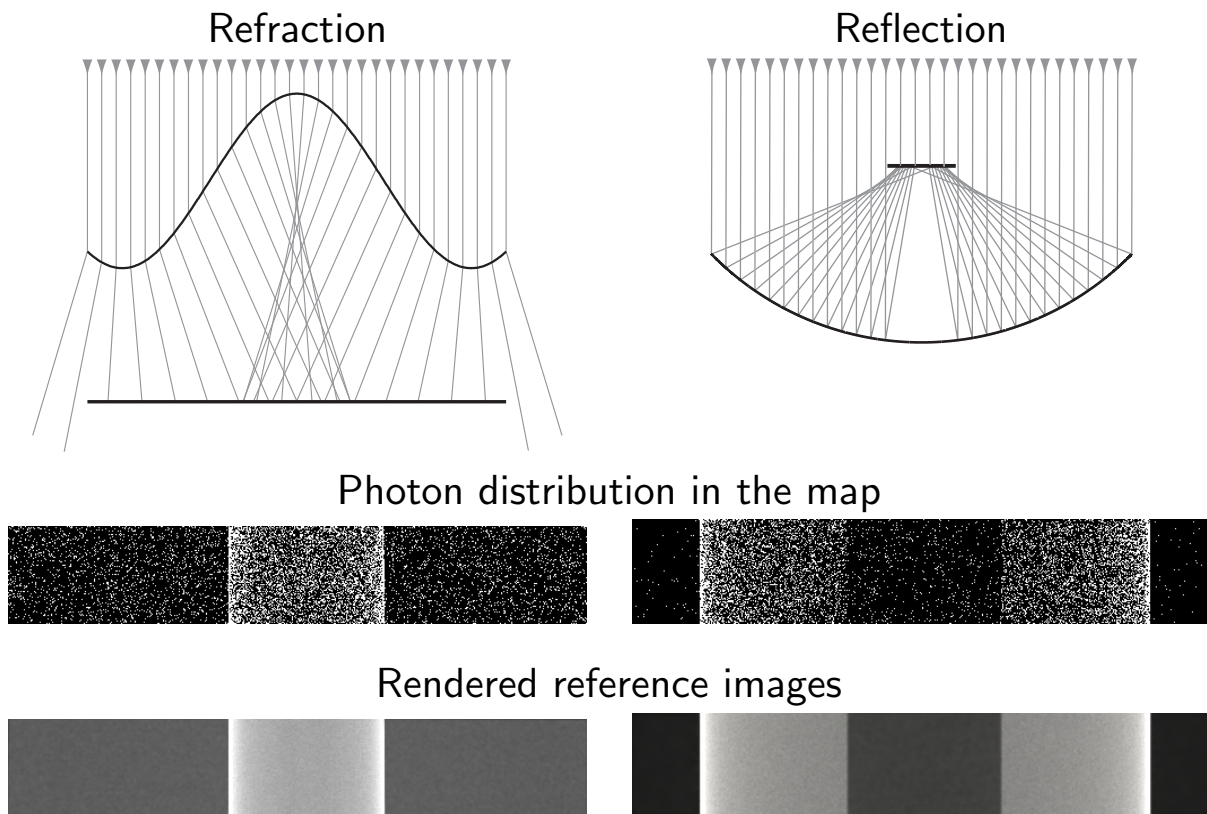 Refraction
Reflection
Photon distribution in the map
Rendered reference images